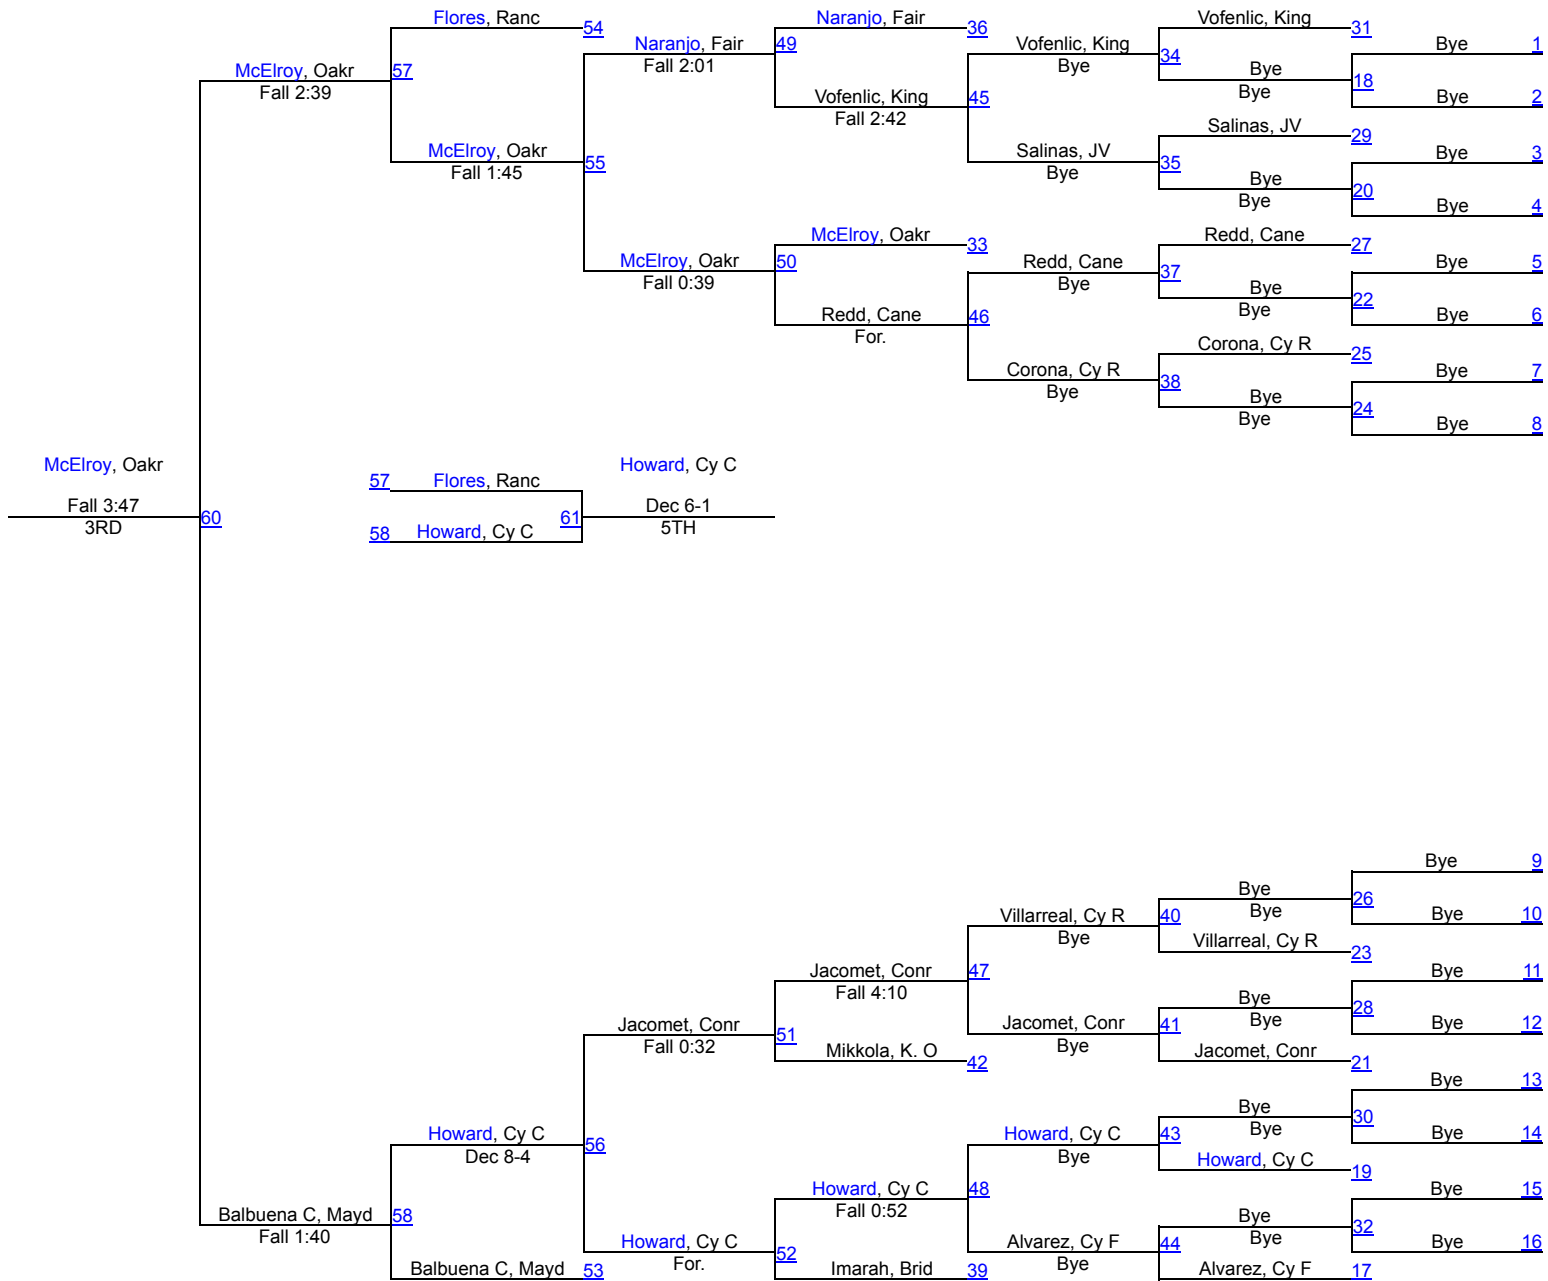 Flores, Ranc 54
Naranjo, Fair 36
Vofenlic, King 31
Naranjo, Fair 49
Fall 2:01
Vofenlic, King 34
Bye
Bye 1
McElroy, Oakr 57
Fall 2:39
Bye 18
Bye
Vofenlic, King 45
Fall 2:42
Bye 2
Salinas, JV 29
McElroy, Oakr 55
Fall 1:45
Salinas, JV 35
Bye
Bye 3
Bye 20
Bye
Bye 4
McElroy, Oakr 33
Redd, Cane 27
McElroy, Oakr 50
Fall 0:39
Redd, Cane 37
Bye
Bye 5
Bye 22
Bye
Redd, Cane 46
For.
Bye 6
Corona, Cy R 25
Corona, Cy R 38
Bye
Bye 7
Bye 24
Bye
Bye 8
McElroy, Oakr
Fall 3:47
3RD
60
57 Flores, Ranc
58 Howard, Cy C
61
Howard, Cy C
Dec 6-1
5TH
Bye 9
Bye 26
Bye
Villarreal, Cy R 40
Bye
Bye 10
Villarreal, Cy R 23
Jacomet, Conr 47
Fall 4:10
Bye 11
Bye 28
Bye
Jacomet, Conr 51
Fall 0:32
Jacomet, Conr 41
Bye
Bye 12
Mikkola, K. O 42
Jacomet, Conr 21
Bye 13
Bye 30
Bye
Howard, Cy C 56
Dec 8-4
Howard, Cy C 43
Bye
Bye 14
Howard, Cy C 19
Howard, Cy C 48
Fall 0:52
Bye 15
Balbuena C, Mayd 58
Fall 1:40
Bye 32
Bye
Howard, Cy C 52
For.
Alvarez, Cy F 44
Bye
Bye 16
Balbuena C, Mayd 53
Imarah, Brid 39
Alvarez, Cy F 17